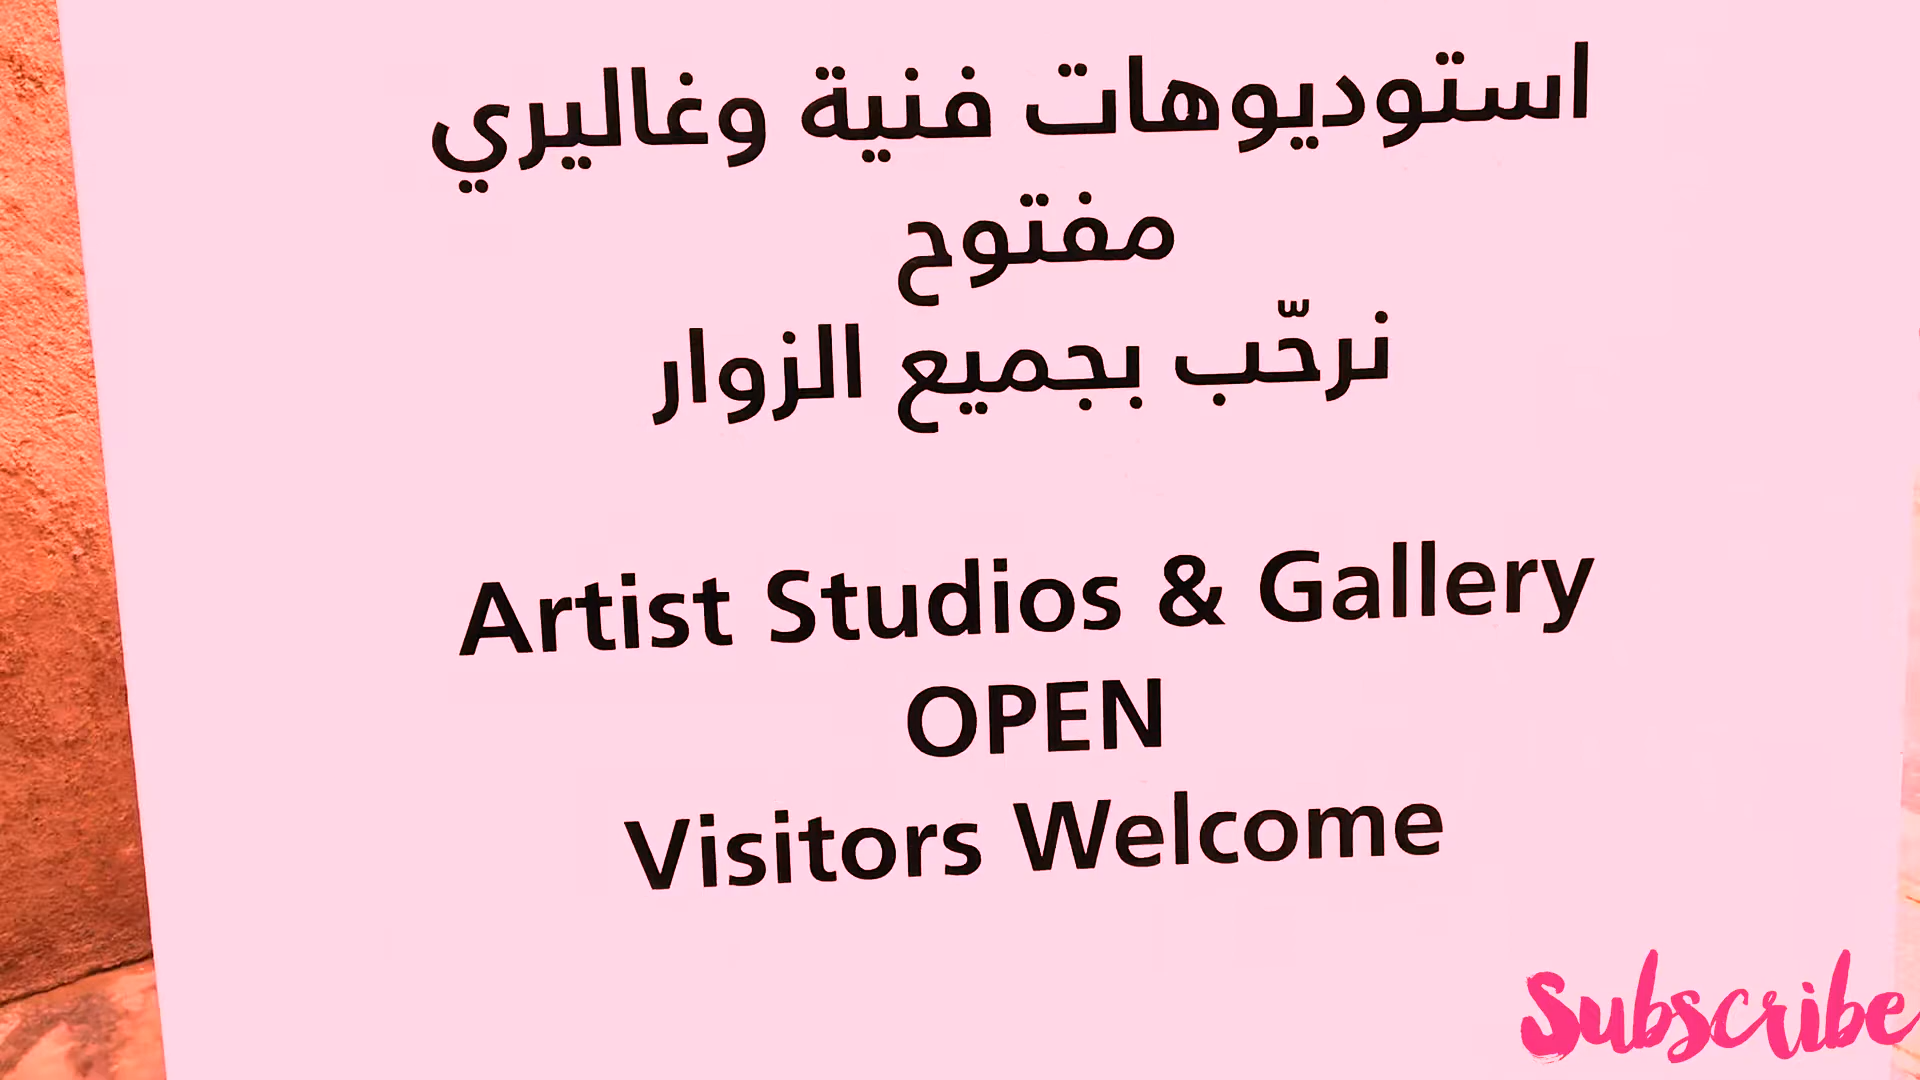 استوديوهات فنية وغاليري
مفتوح
نرحّب بجميع الزوار
Artist Studios & Gallery
OPEN
Visitors Welcome
Subscribe